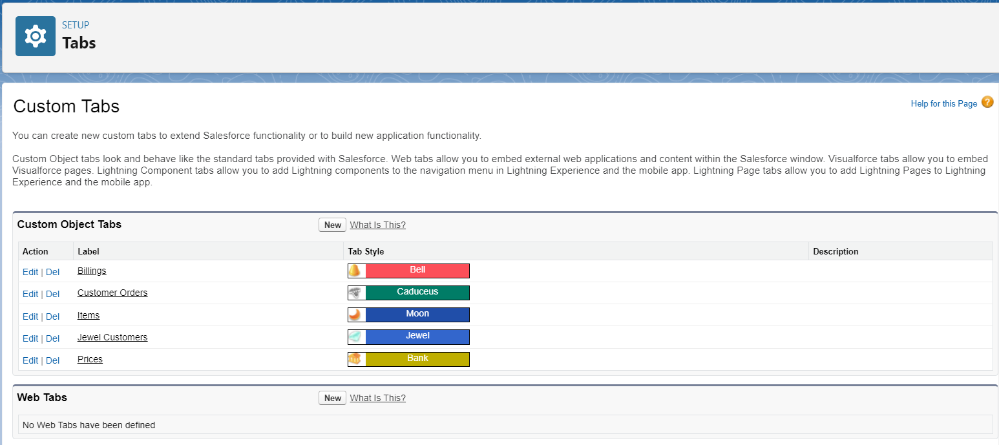 SETUP
Tabs
Custom Tabs
Help for this Page ?
You can create new custom tabs to extend Salesforce functionality or to build new application functionality.
Custom Object tabs look and behave like the standard tabs provided with Salesforce. Web tabs allow you to embed external web applications and content within the Salesforce window. Visualforce tabs allow you to embed
Visualforce pages. Lightning Component tabs allow you to add Lightning components to the navigation menu in Lightning Experience and the mobile app. Lightning Page tabs allow you to add Lightning Pages to Lightning
Experience and the mobile app.
Custom Object Tabs New What Is This?
Action Label Tab Style Description
Edit | Del Billings Bell
Edit | Del Customer Orders Caduceus
Edit | Del Items Moon
Edit | Del Jewel Customers Jewel
Edit | Del Prices Bank
Web Tabs New What Is This?
No Web Tabs have been defined